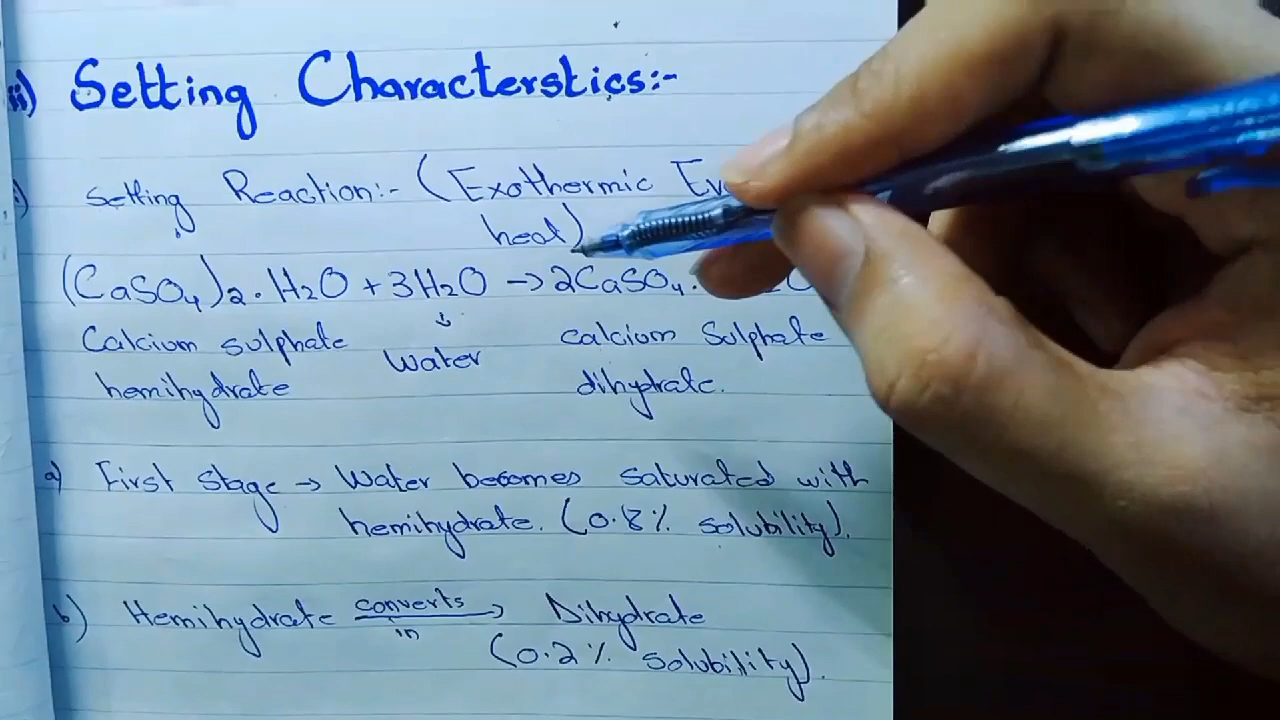 ii) Setting Characterstics:-
Setting Reaction:- (Exothermic
heat)
(CaSO4)2.H2O + 3H2O → 2CaSO4.
Calcium sulphate
hemihydrate
↓
Water
calcium Sulphate
dihydrate.
a) First stage → Water becomes saturated with
hemihydrate. (0.8% solubility).
b) Hemihydrate converts in → Dihydrate
(0.2% solubility).